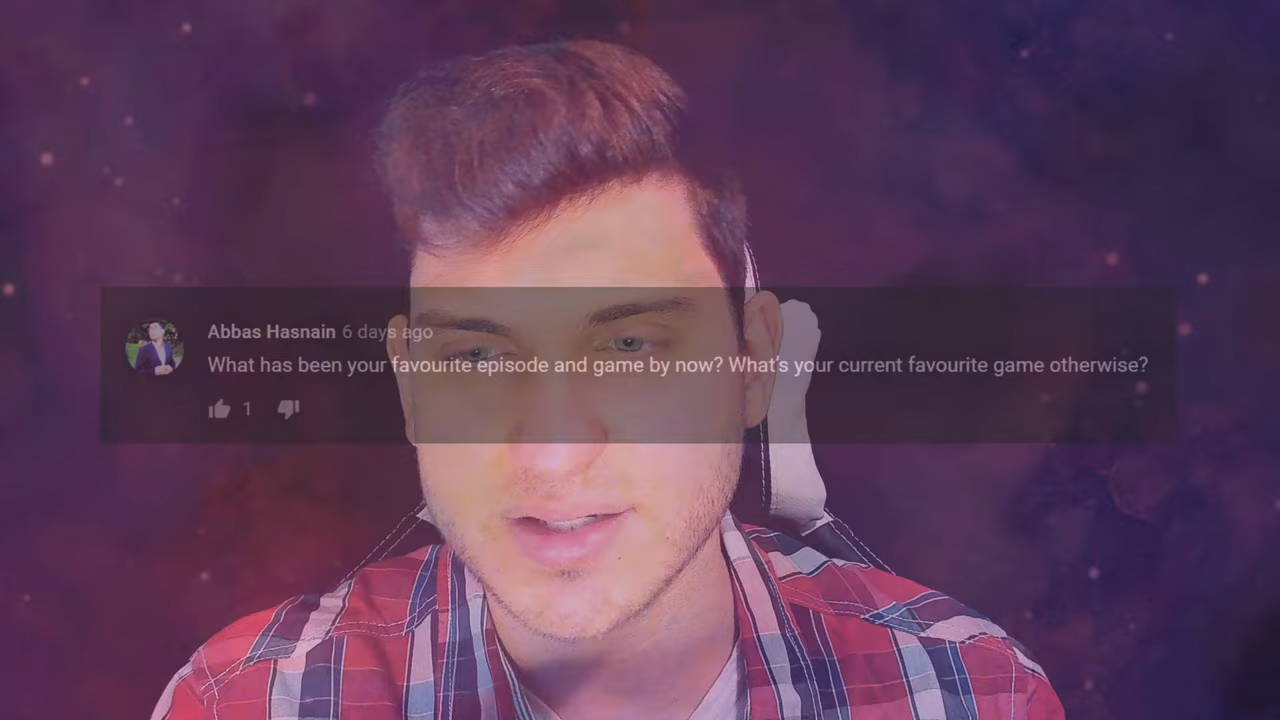 Abbas Hasnain 6 days ago
What has been your favourite episode and game by now? What's your current favourite game otherwise?
1